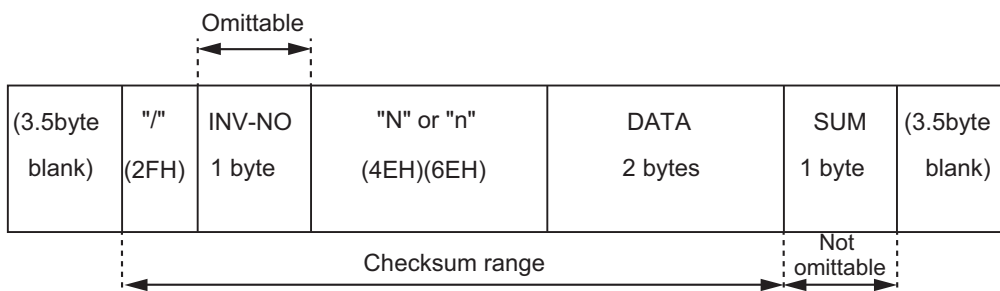 Omittable
(3.5byte
blank)
"/"
(2FH)
INV-NO
1 byte
"N" or "n"
(4EH)(6EH)
DATA
2 bytes
SUM
1 byte
(3.5byte
blank)
Checksum range
Not
omittable